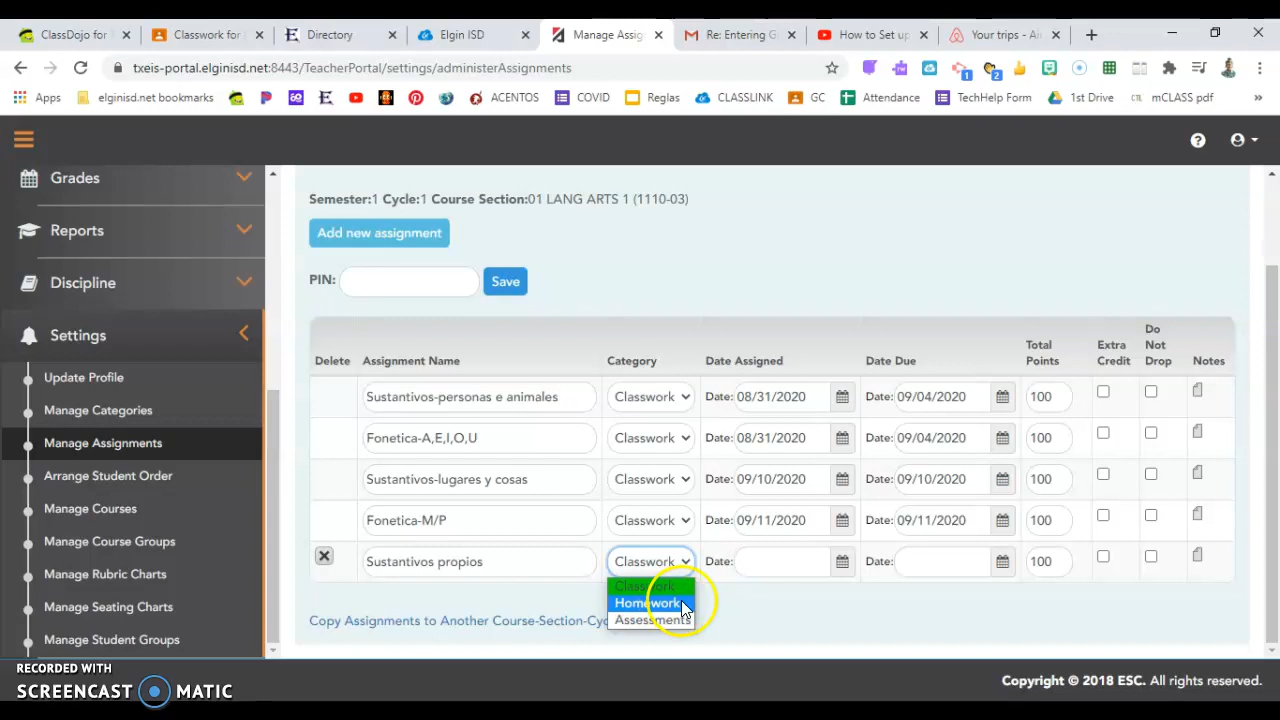 ClassDojo for
Classwork for
Directory
Elgin ISD
Manage Assig
Re: Entering G
How to Set up
Your trips - Ai
txeis-portal.elginisd.net:8443/TeacherPortal/settings/administerAssignments
1
2
Apps
elginisd.net bookmarks
ACENTOS
COVID
Reglas
CLASSLINK
GC
Attendance
TechHelp Form
1st Drive
CTL mCLASS pdf
Grades
Reports
Discipline
Settings
Update Profile
Manage Categories
Manage Assignments
Arrange Student Order
Manage Courses
Manage Course Groups
Manage Rubric Charts
Manage Seating Charts
Manage Student Groups
Semester:1 Cycle:1 Course Section:01 LANG ARTS 1 (1110-03)
Add new assignment
PIN: Save
Delete Assignment Name Category Date Assigned Date Due Total Points Extra Credit Do Not Drop Notes
Sustantivos-personas e animales Classwork Date: 08/31/2020 Date: 09/04/2020 100
Fonetica-A,E,I,O,U Classwork Date: 08/31/2020 Date: 09/04/2020 100
Sustantivos-lugares y cosas Classwork Date: 09/10/2020 Date: 09/10/2020 100
Fonetica-M/P Classwork Date: 09/11/2020 Date: 09/11/2020 100
Sustantivos propios Classwork Date: Date: 100
Classwork
Homework
Assessments
Copy Assignments to Another Course-Section-Cyc
RECORDED WITH
SCREENCAST MATIC
Copyright © 2018 ESC. All rights reserved.